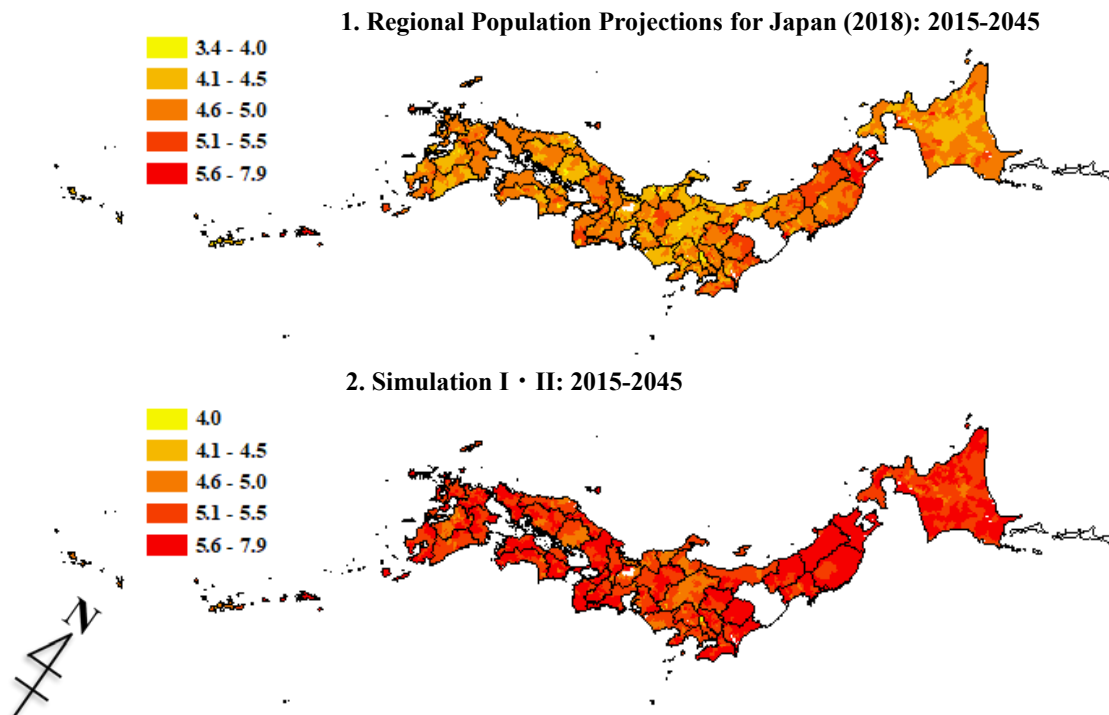 1. Regional Population Projections for Japan (2018): 2015-2045
3.4 - 4.0
4.1 - 4.5
4.6 - 5.0
5.1 - 5.5
5.6 - 7.9
2. Simulation I・II: 2015-2045
4.0
4.1 - 4.5
4.6 - 5.0
5.1 - 5.5
5.6 - 7.9
N